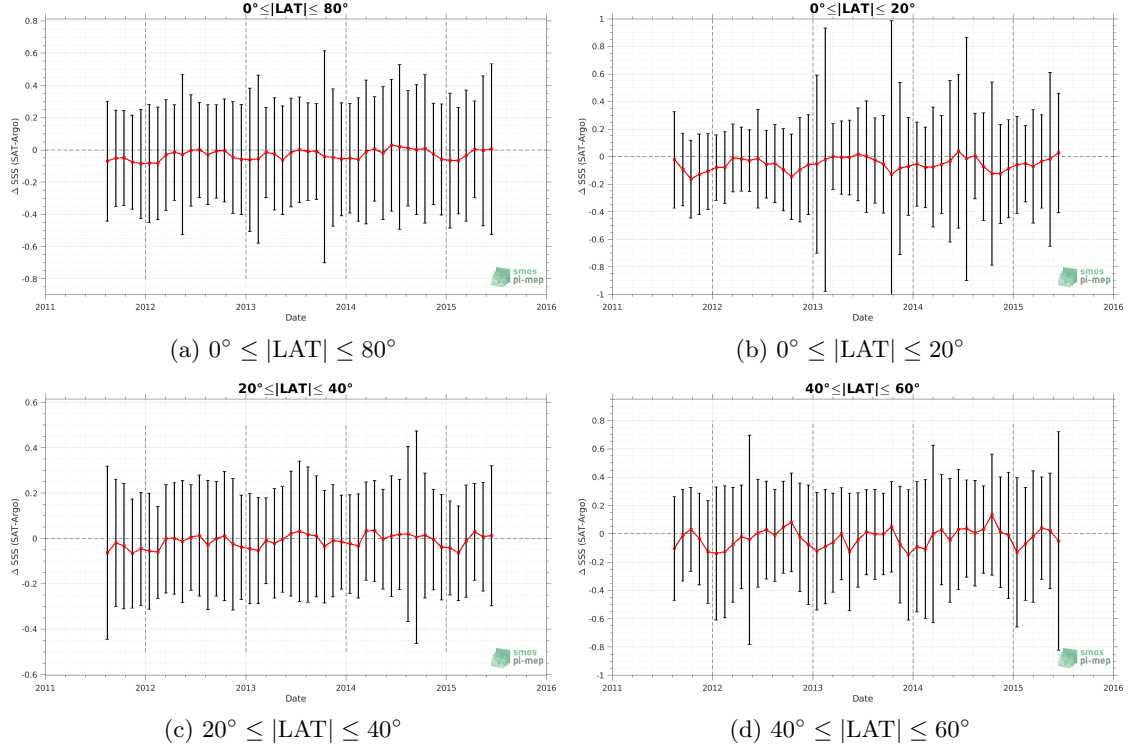 0°≤|LAT|≤ 80°
0.8
0.6
0.4
0.2
0
-0.2
-0.4
-0.6
-0.8
Δ SSS (SAT-Argo)
2011
2012
2013
2014
2015
2016
Date
smos
pi-mep
(a) 0° ≤ |LAT| ≤ 80°
0°≤|LAT|≤ 20°
1
0.8
0.6
0.4
0.2
0
-0.2
-0.4
-0.6
-0.8
-1
Δ SSS (SAT-Argo)
2011
2012
2013
2014
2015
2016
Date
smos
pi-mep
(b) 0° ≤ |LAT| ≤ 20°
20°≤|LAT|≤ 40°
0.6
0.4
0.2
0
-0.2
-0.4
-0.6
Δ SSS (SAT-Argo)
2011
2012
2013
2014
2015
2016
Date
smos
pi-mep
(c) 20° ≤ |LAT| ≤ 40°
40°≤|LAT|≤ 60°
0.8
0.6
0.4
0.2
0
-0.2
-0.4
-0.6
-0.8
-1
Δ SSS (SAT-Argo)
2011
2012
2013
2014
2015
2016
Date
smos
pi-mep
(d) 40° ≤ |LAT| ≤ 60°